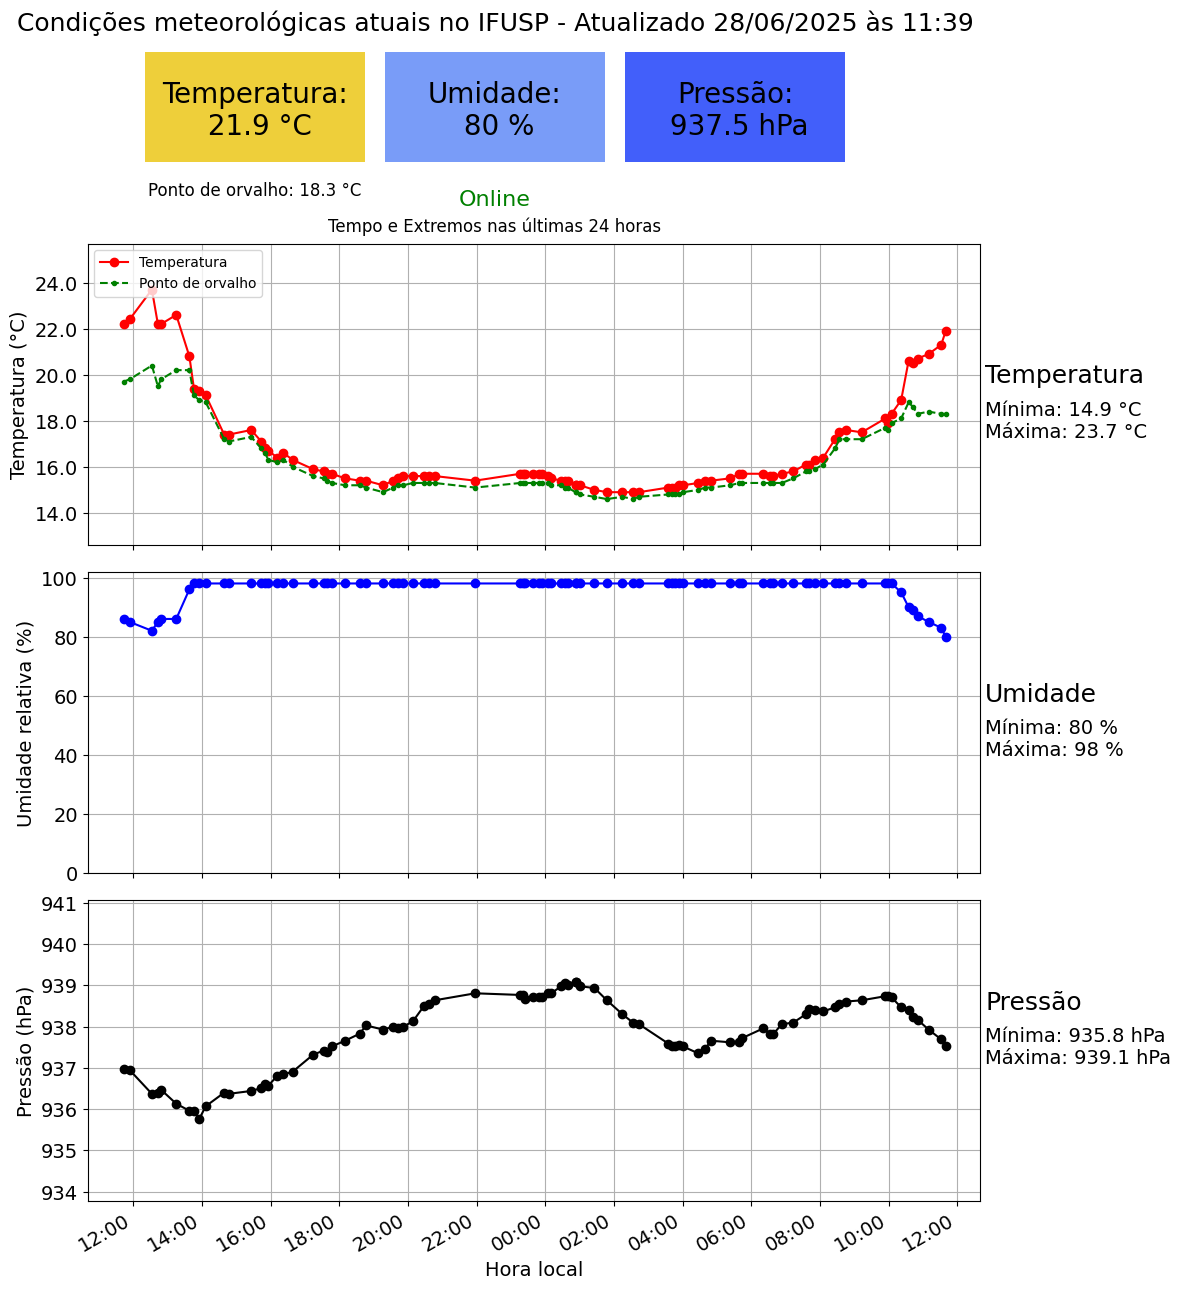 Condições meteorológicas atuais no IFUSP - Atualizado 28/06/2025 às 11:39
Temperatura:
21.9 °C
Umidade:
80 %
Pressão:
937.5 hPa
Ponto de orvalho: 18.3 °C
Online
Tempo e Extremos nas últimas 24 horas
Temperatura
Ponto de orvalho
Temperatura (°C)
24.0
22.0
20.0
18.0
16.0
14.0
Temperatura
Mínima: 14.9 °C
Máxima: 23.7 °C
Umidade relativa (%)
100
80
60
40
20
0
Umidade
Mínima: 80 %
Máxima: 98 %
Pressão (hPa)
941
940
939
938
937
936
935
934
Pressão
Mínima: 935.8 hPa
Máxima: 939.1 hPa
12:00 14:00 16:00 18:00 20:00 22:00 00:00 02:00 04:00 06:00 08:00 10:00 12:00
Hora local